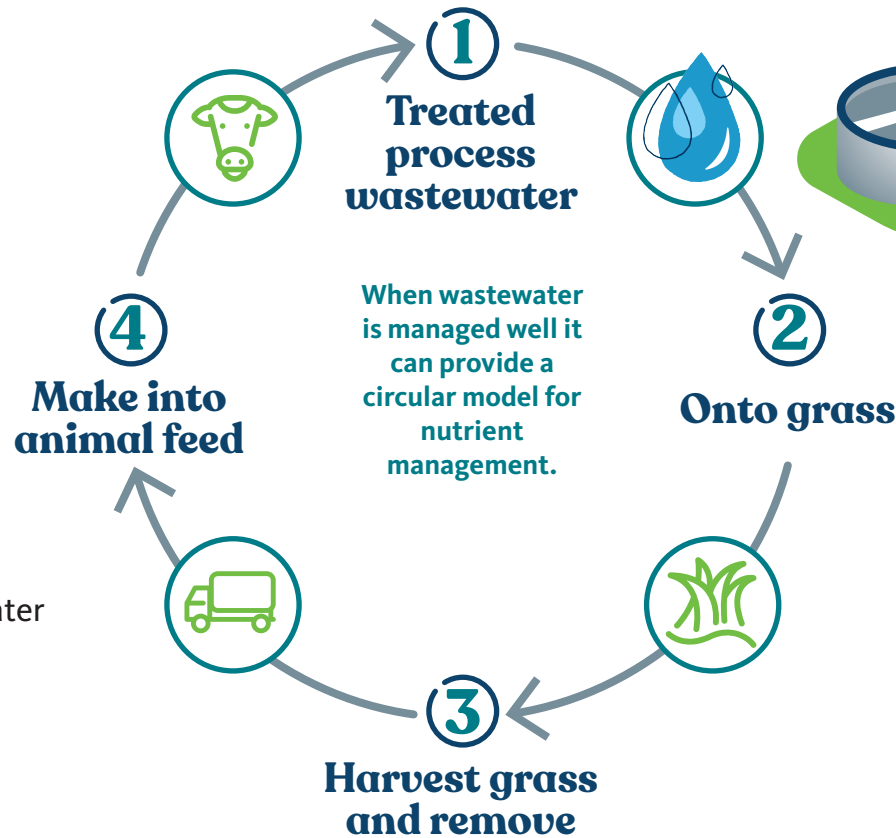 1
Treated
process
wastewater
When wastewater
is managed well it
can provide a
circular model for
nutrient
management.
2
Onto grass
3
Harvest grass
and remove
4
Make into
animal feed